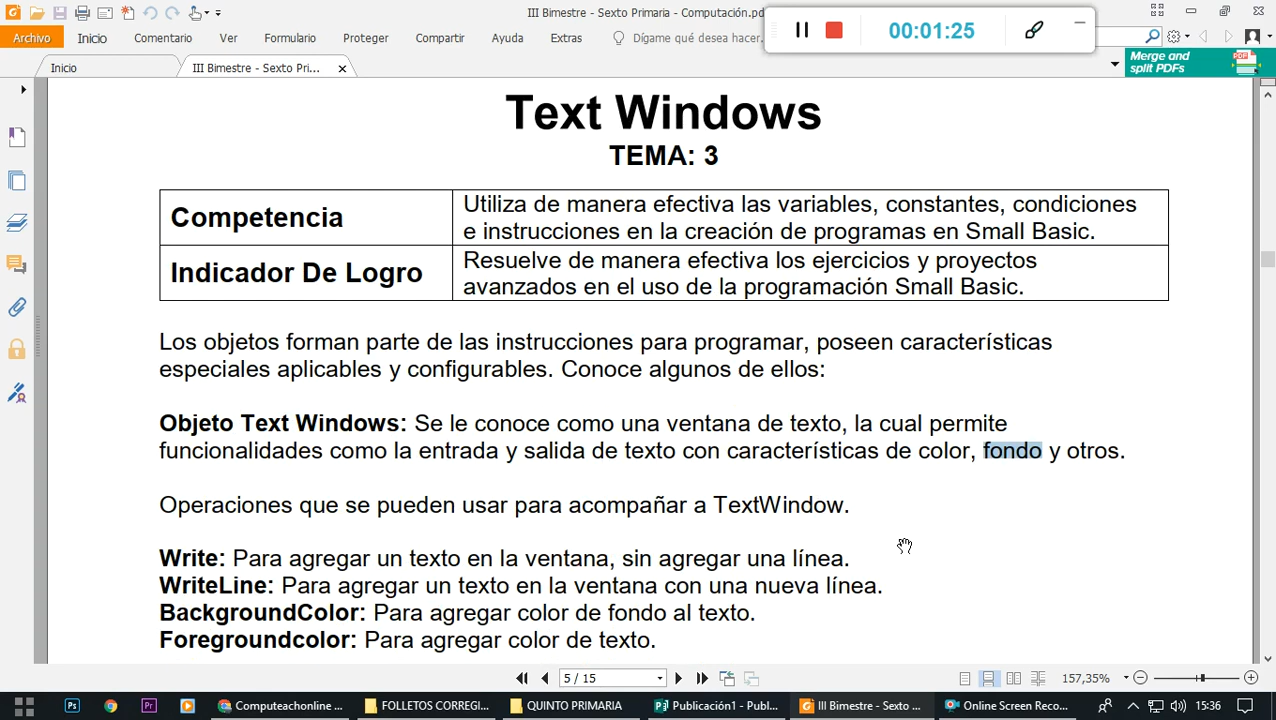 III Bimestre - Sexto Primaria - Computación.pd
Archivo Inicio Comentario Ver Formulario Proteger Compartir Ayuda Extras Dígame qué desea hacer.
00:01:25
Inicio
III Bimestre - Sexto Pri...
Merge and
split PDFs
PDF
Text Windows
TEMA: 3
Competencia
Utiliza de manera efectiva las variables, constantes, condiciones
e instrucciones en la creación de programas en Small Basic.
Indicador De Logro
Resuelve de manera efectiva los ejercicios y proyectos
avanzados en el uso de la programación Small Basic.
Los objetos forman parte de las instrucciones para programar, poseen características
especiales aplicables y configurables. Conoce algunos de ellos:
Objeto Text Windows: Se le conoce como una ventana de texto, la cual permite
funcionalidades como la entrada y salida de texto con características de color, fondo y otros.
Operaciones que se pueden usar para acompañar a TextWindow.
Write: Para agregar un texto en la ventana, sin agregar una línea.
WriteLine: Para agregar un texto en la ventana con una nueva línea.
BackgroundColor: Para agregar color de fondo al texto.
Foregroundcolor: Para agregar color de texto.
5 / 15
157,35%
Ps
Pr
Computeachonline ...
FOLLETOS CORREGI...
QUINTO PRIMARIA
Publicación1 - Publ...
III Bimestre - Sexto ...
Online Screen Reco...
15:36